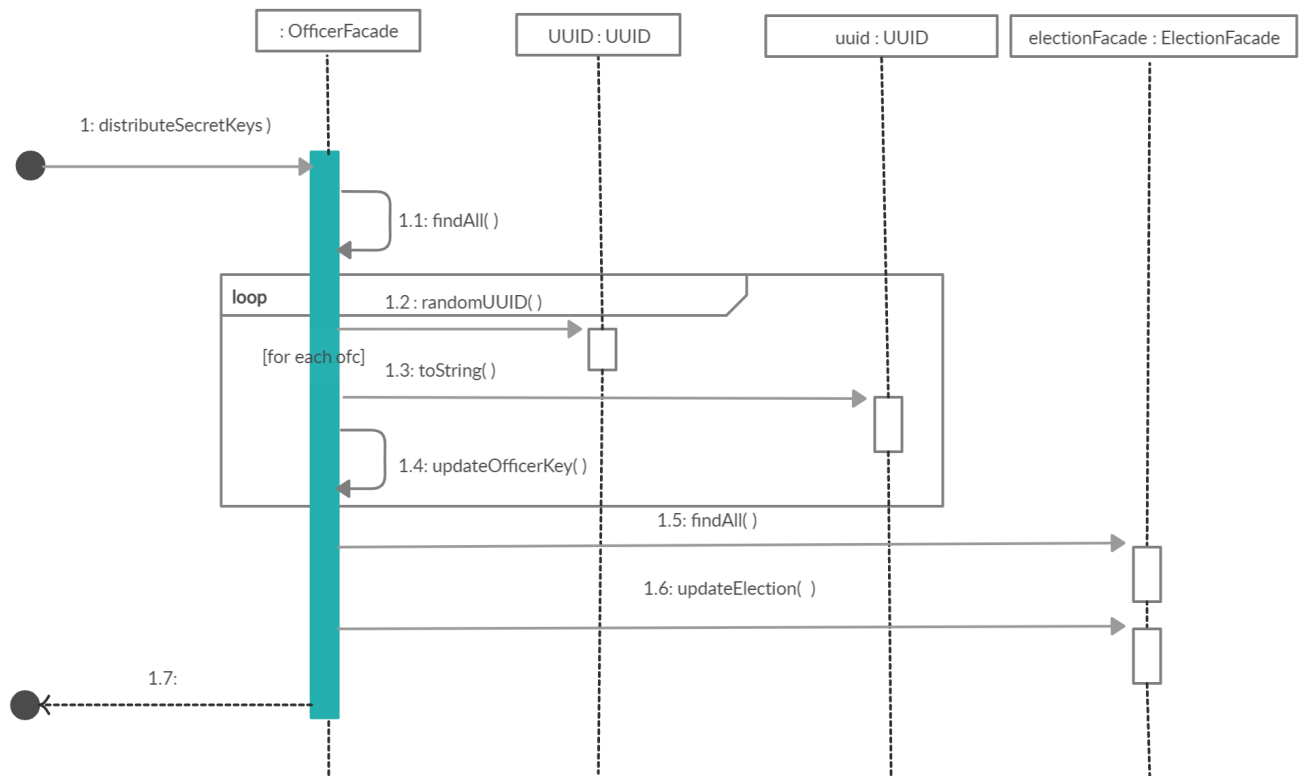 : OfficerFacade
UUID : UUID
uuid : UUID
electionFacade : ElectionFacade
1: distributeSecretKeys )
1.1: findAll( )
loop
1.2 : randomUUID( )
[for each ofc]
1.3: toString( )
1.4: updateOfficerKey( )
1.5: findAll( )
1.6: updateElection(  )
1.7: